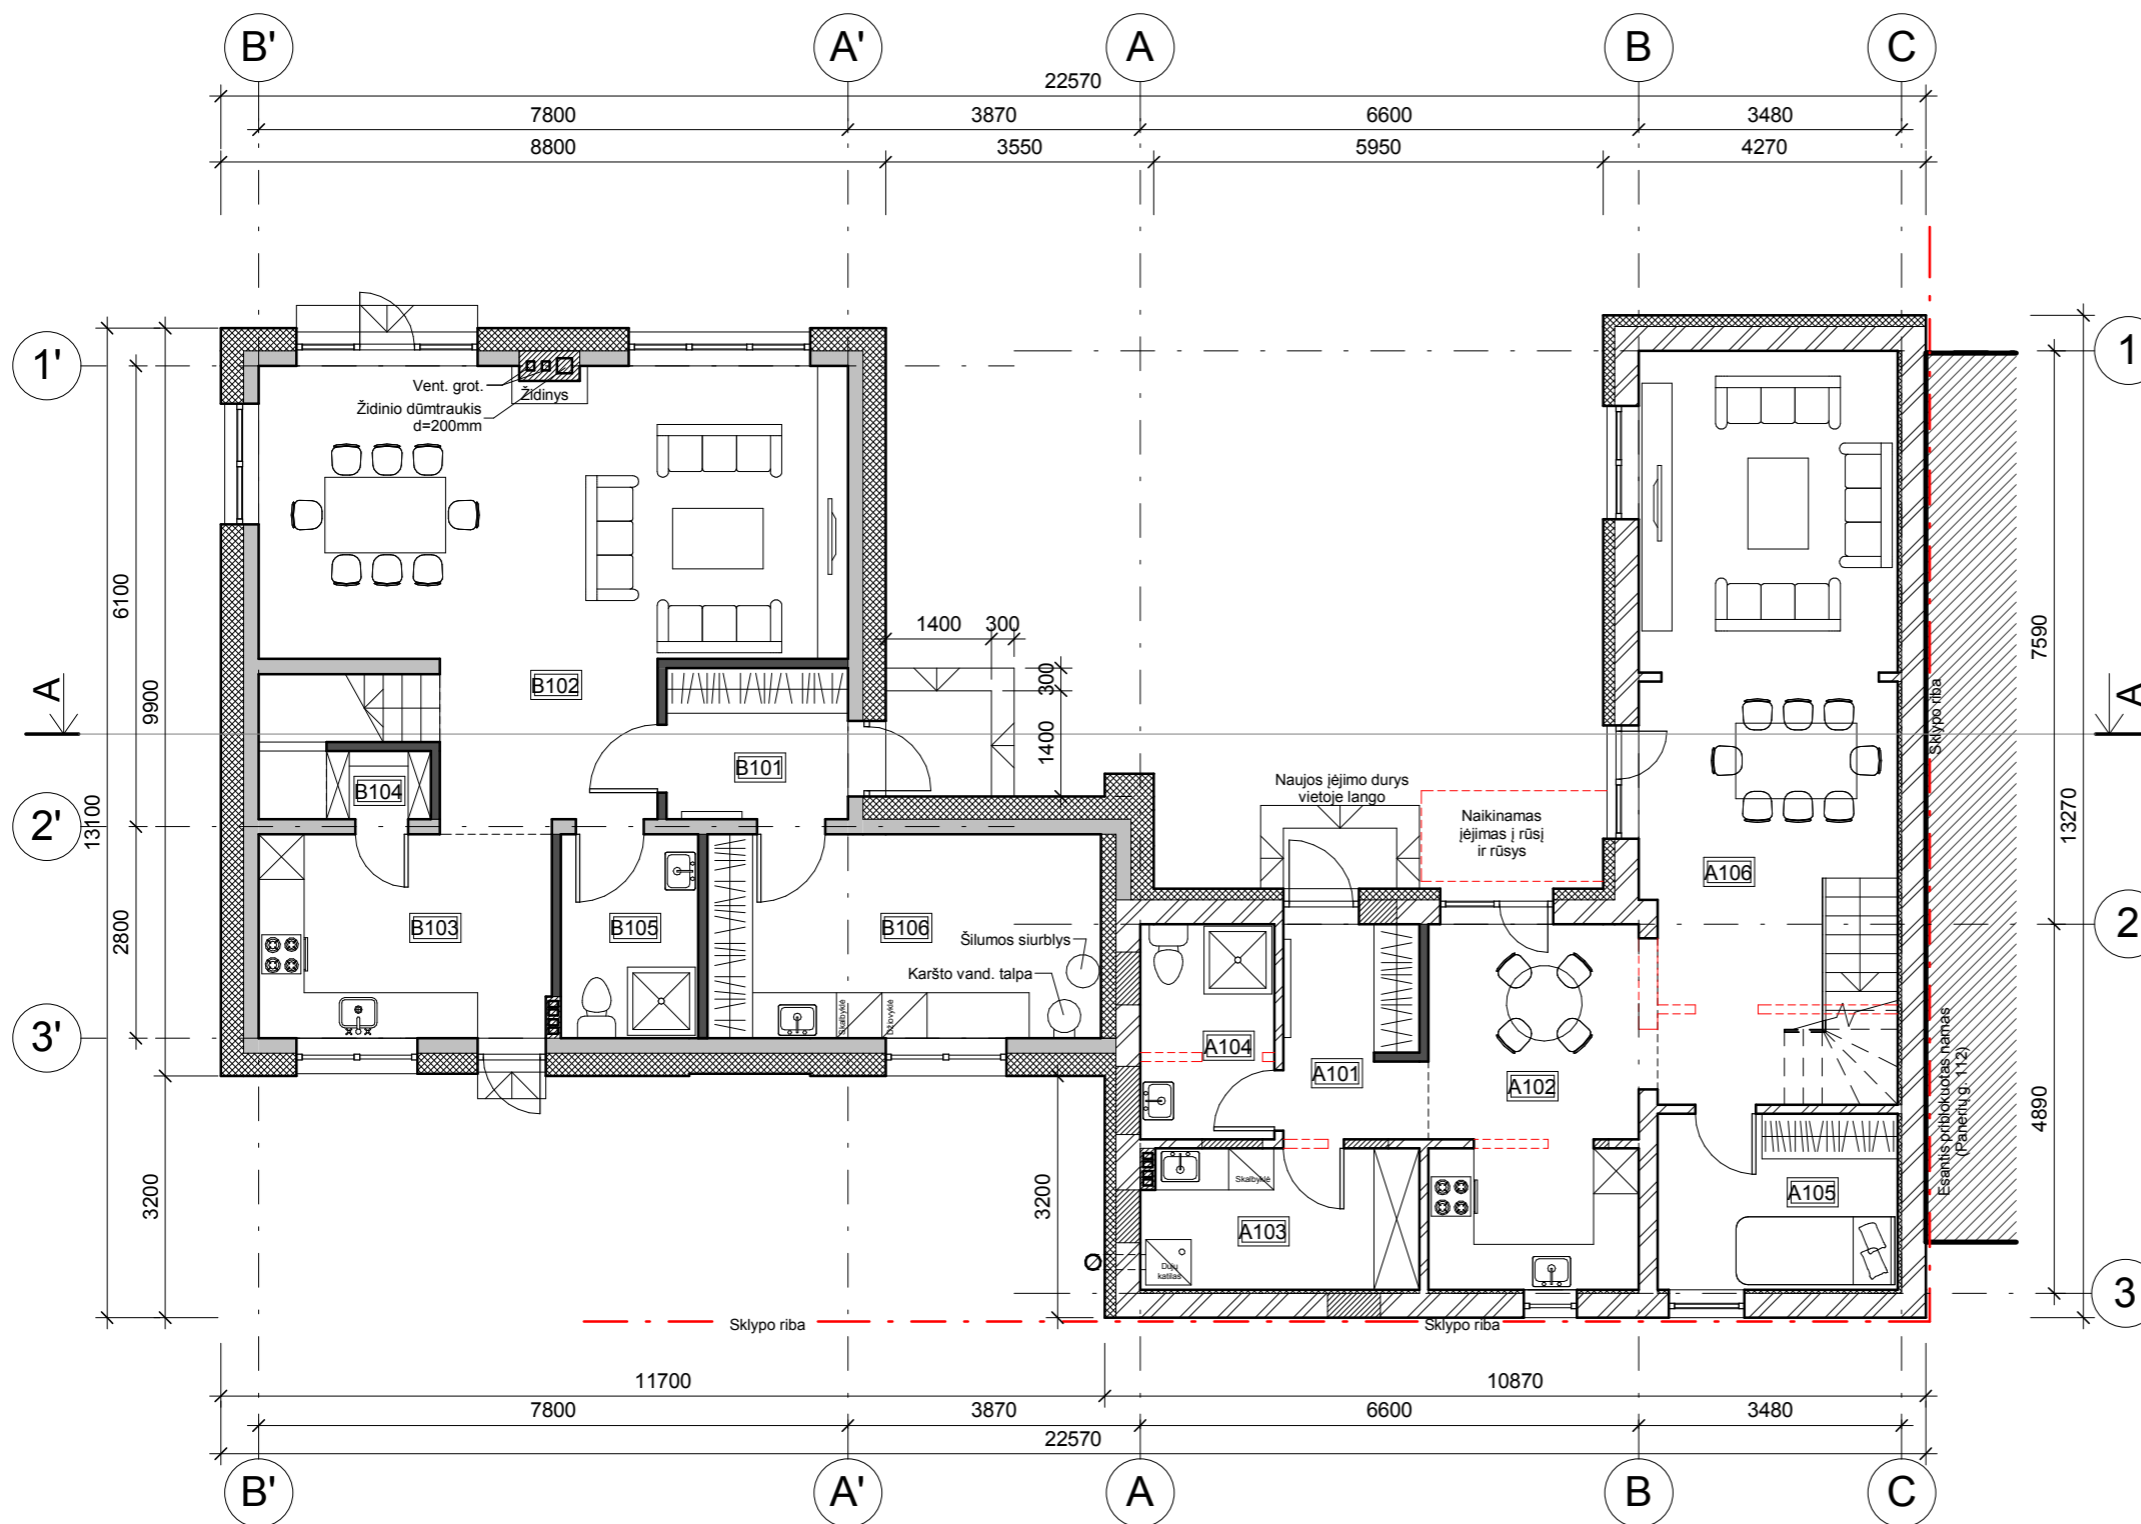 B' A' A B C
22570
7800 3870 6600 3480
8800 3550 5950 4270
1' 1
Vent. grot.
Židinys
Židinio dūmtraukis
d=200mm
6100
9900
13100
2800
3200
1400 300
300
1400
7590
13270
4890
3200
Sklypo riba
A A
B102
B101
B104
Naujos įėjimo durys
vietoje lango
Naikinamas
įėjimas į rūsį
ir rūsys
2'
A106
2
B103
B105
B106
Šilumos siurblys
Karšto vand. talpa
Skalbyklė
Džiovyklė
3'
A104
A101
A102
Esantis priblokuotas namas
(Panerių g. 112)
Skalbyklė
A105
A103
Dujų
katilas
3
Sklypo riba
Sklypo riba
11700 10870
7800 3870 6600 3480
22570
B' A' A B C